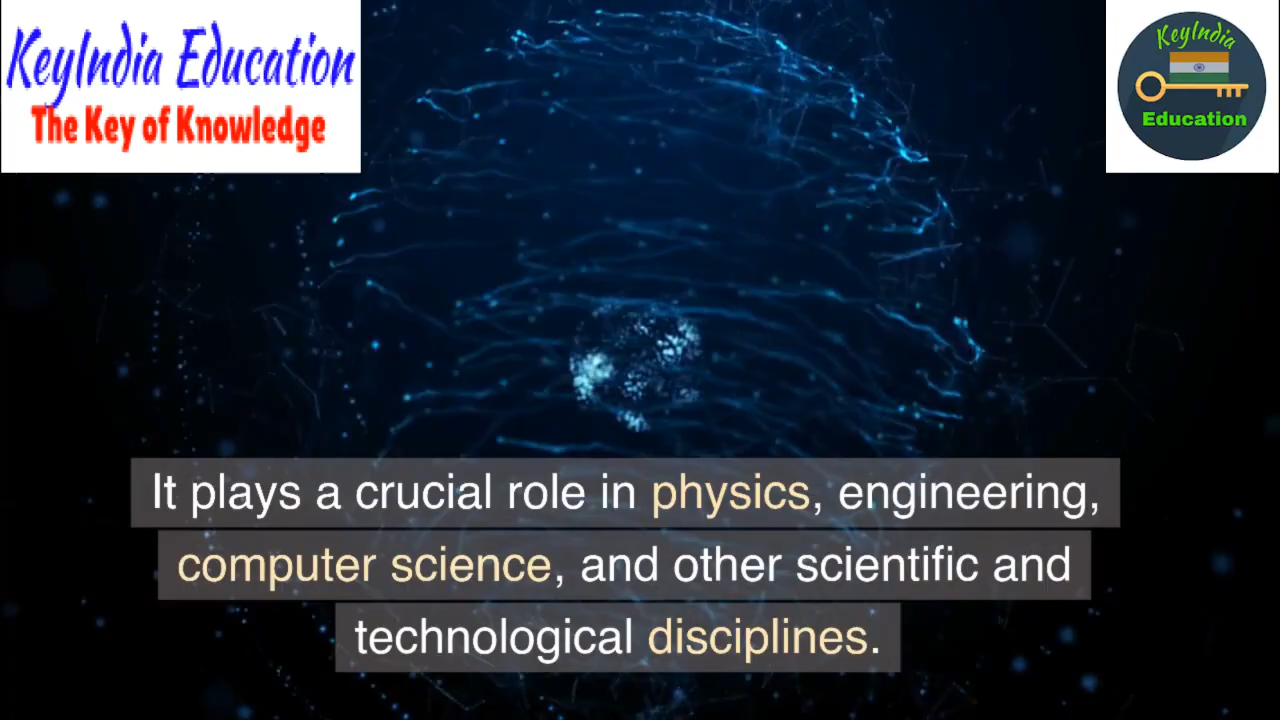 KeyIndia Education
The Key of Knowledge
KeyIndia
Education
It plays a crucial role in physics, engineering,
computer science, and other scientific and
technological disciplines.